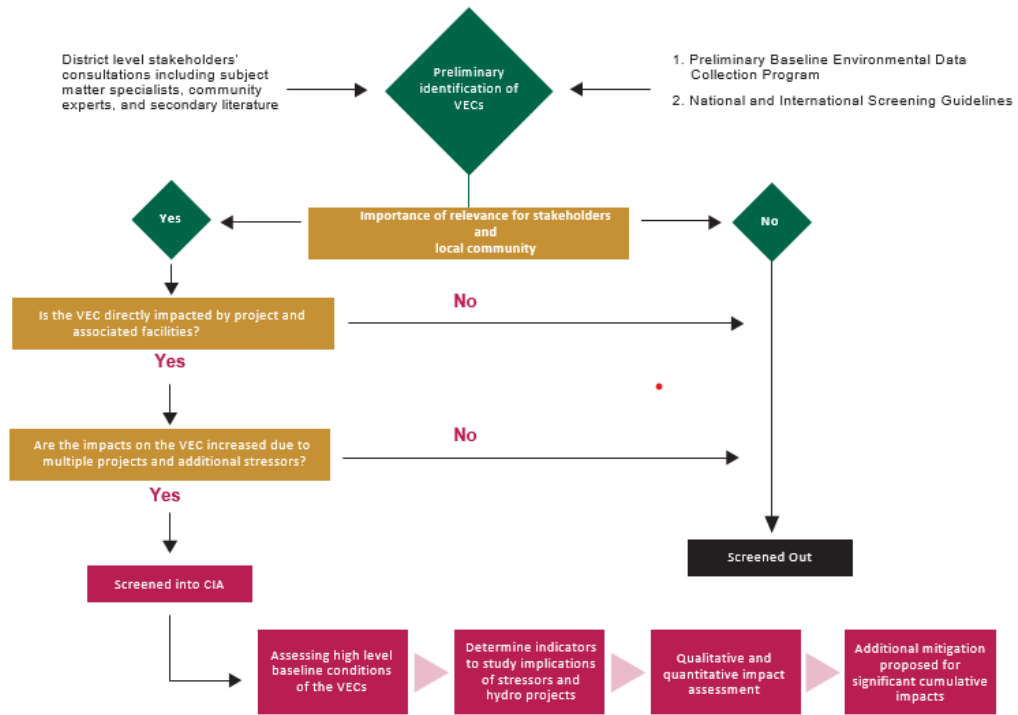 District level stakeholders'
consultations including subject
matter specialists, community
experts, and secondary literature
Preliminary
identification of
VECs
1. Preliminary Baseline Environmental Data
Collection Program
2. National and International Screening Guidelines
Yes
Importance of relevance for stakeholders
and
local community
No
Is the VEC directly impacted by project and
associated facilities?
No
Yes
Are the impacts on the VEC increased due to
multiple projects and additional stressors?
No
Yes
Screened Out
Screened into CIA
Assessing high level
baseline conditions
of the VECs
Determine indicators
to study implications
of stressors and
hydro projects
Qualitative and
quantitative impact
assessment
Additional mitigation
proposed for
significant cumulative
impacts